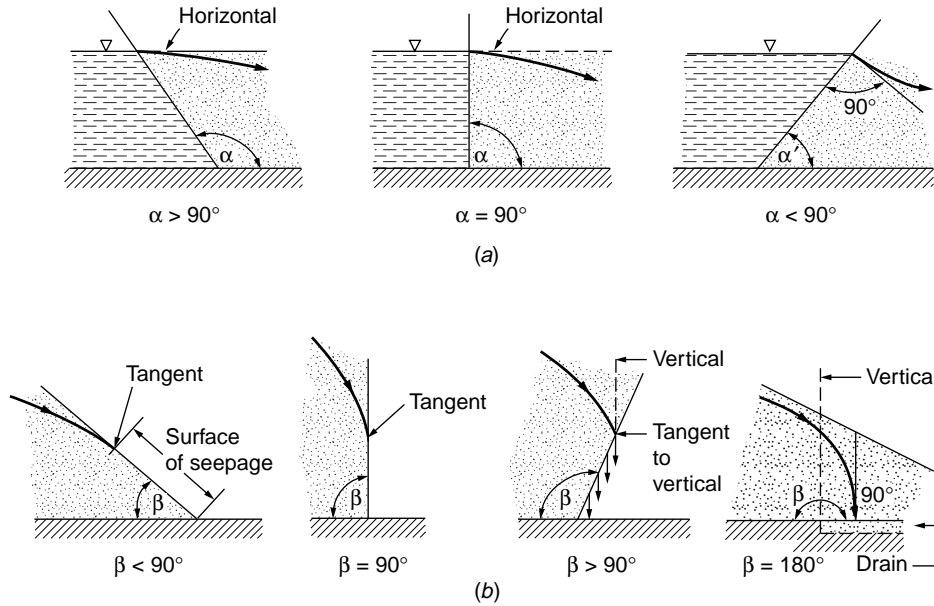 Horizontal
Horizontal
90°
α
α
α′
α > 90°
α = 90°
α < 90°
(a)
Tangent
Surface
of seepage
β
β < 90°
Tangent
β
β = 90°
Vertical
Tangent
to
vertical
β
β > 90°
Vertical
β
90°
β = 180°
Drain
(b)